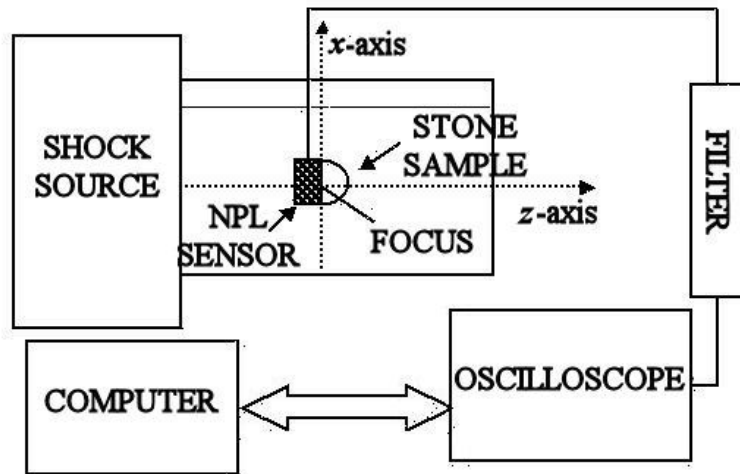 x-axis
SHOCK
SOURCE
STONE
SAMPLE
FILTER
NPL
SENSOR
FOCUS
z-axis
COMPUTER
OSCILLOSCOPE